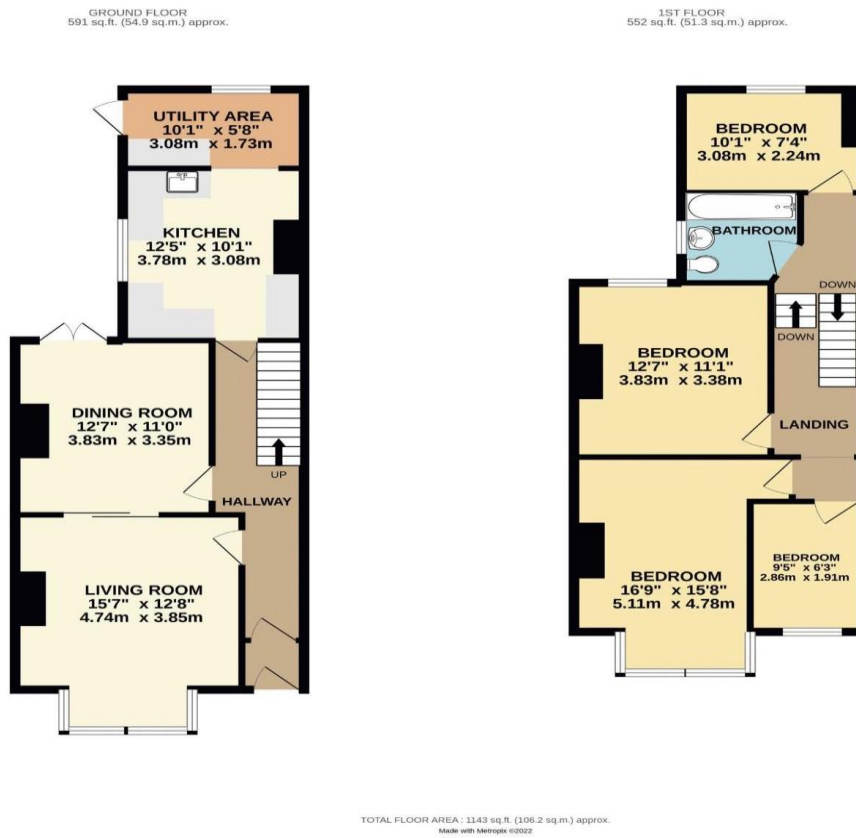 GROUND FLOOR
591 sq.ft. (54.9 sq.m.) approx.
UTILITY AREA
10'1" x 5'8"
3.08m x 1.73m
KITCHEN
12'5" x 10'1"
3.78m x 3.08m
DINING ROOM
12'7" x 11'0"
3.83m x 3.35m
UP
HALLWAY
LIVING ROOM
15'7" x 12'8"
4.74m x 3.85m
1ST FLOOR
552 sq.ft. (51.3 sq.m.) approx.
BEDROOM
10'1" x 7'4"
3.08m x 2.24m
BATHROOM
DOWN
DOWN
BEDROOM
12'7" x 11'1"
3.83m x 3.38m
LANDING
BEDROOM
16'9" x 15'8"
5.11m x 4.78m
BEDROOM
9'5" x 6'3"
2.86m x 1.91m
TOTAL FLOOR AREA : 1143 sq.ft. (106.2 sq.m.) approx.
Made with Metropix ©2022